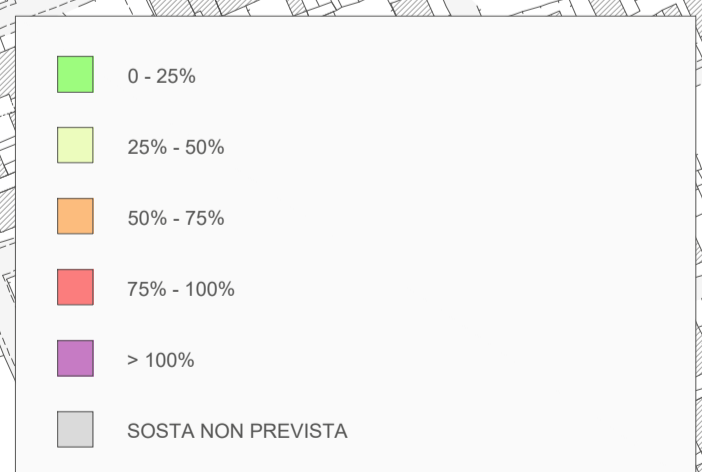 0 - 25%
25% - 50%
50% - 75%
75% - 100%
> 100%
SOSTA NON PREVISTA